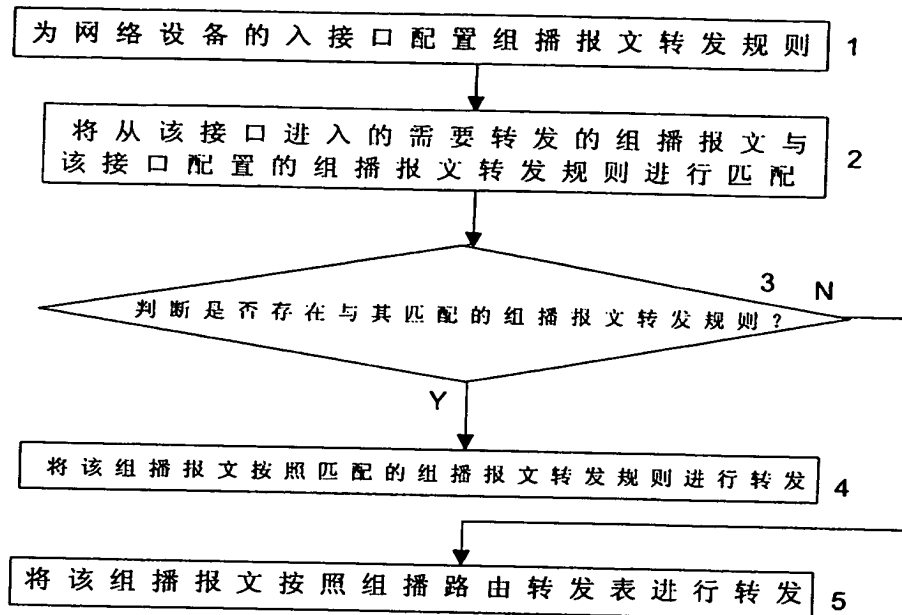 为网络设备的入接口配置组播报文转发规则 1
将从该接口进入的需要转发的组播报文与
该接口配置的组播报文转发规则进行匹配 2
3 N
判断是否存在与其匹配的组播报文转发规则?
Y
将该组播报文按照匹配的组播报文转发规则进行转发 4
将该组播报文按照组播路由转发表进行转发 5